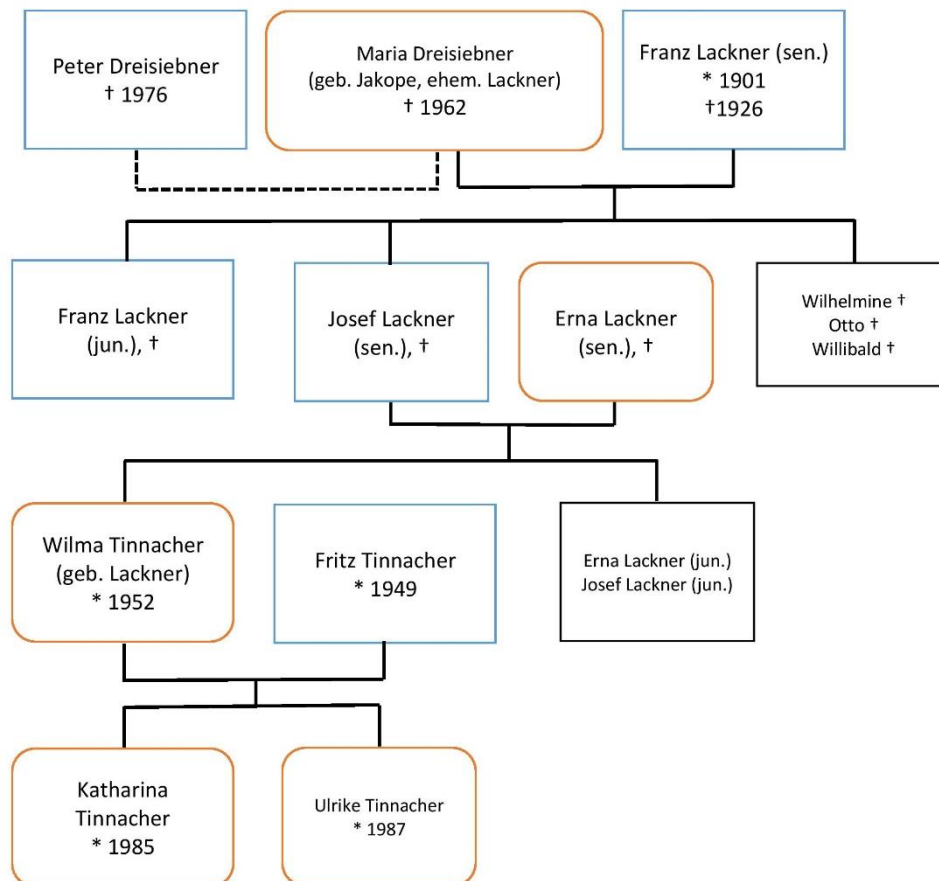 Peter Dreisiebner
† 1976
Maria Dreisiebner
(geb. Jakope, ehem. Lackner)
† 1962
Franz Lackner (sen.)
* 1901
†1926
Franz Lackner
(jun.), †
Josef Lackner
(sen.), †
Erna Lackner
(sen.), †
Wilhelmine †
Otto †
Willibald †
Wilma Tinnacher
(geb. Lackner)
* 1952
Fritz Tinnacher
* 1949
Erna Lackner (jun.)
Josef Lackner (jun.)
Katharina
Tinnacher
* 1985
Ulrike Tinnacher
* 1987